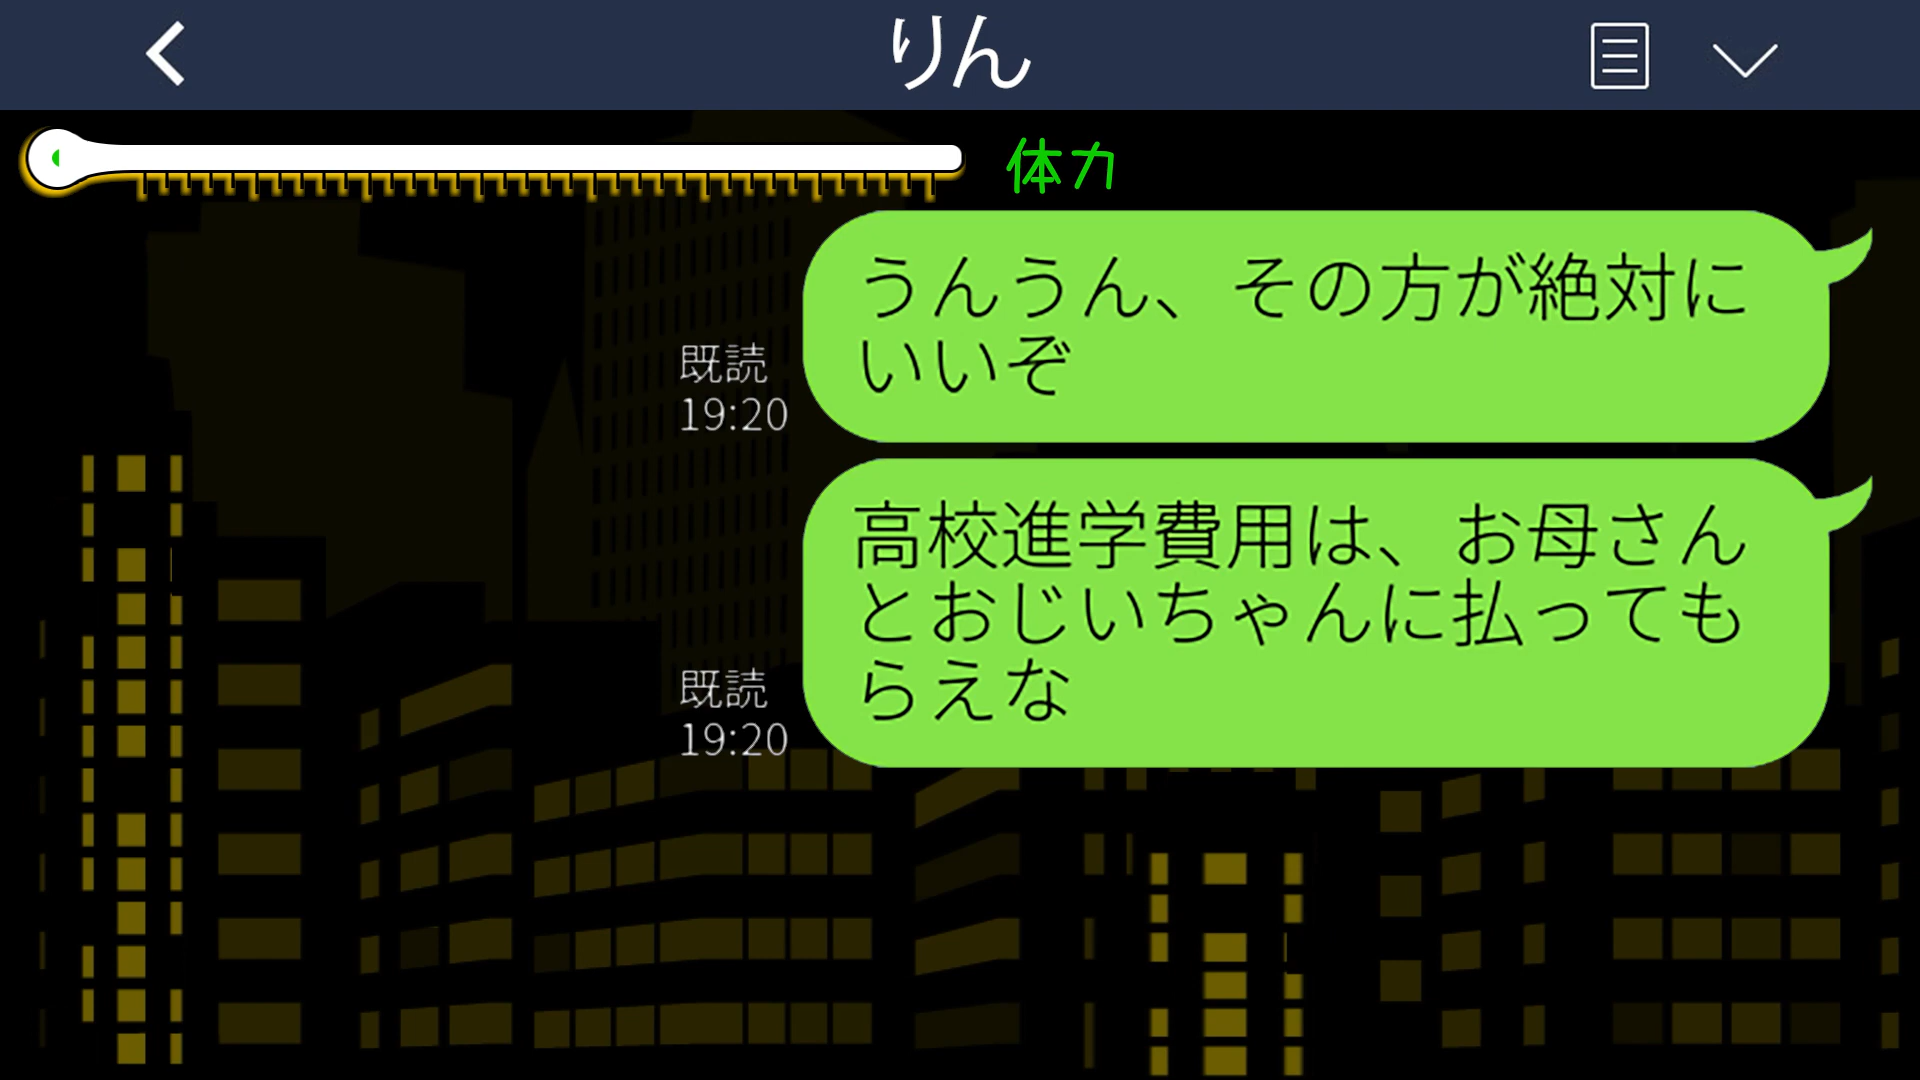 りん
体力
うんうん、その方が絶対に
いいぞ
既読
19:20
高校進学費用は、お母さん
とおじいちゃんに払っても
らえな
既読
19:20